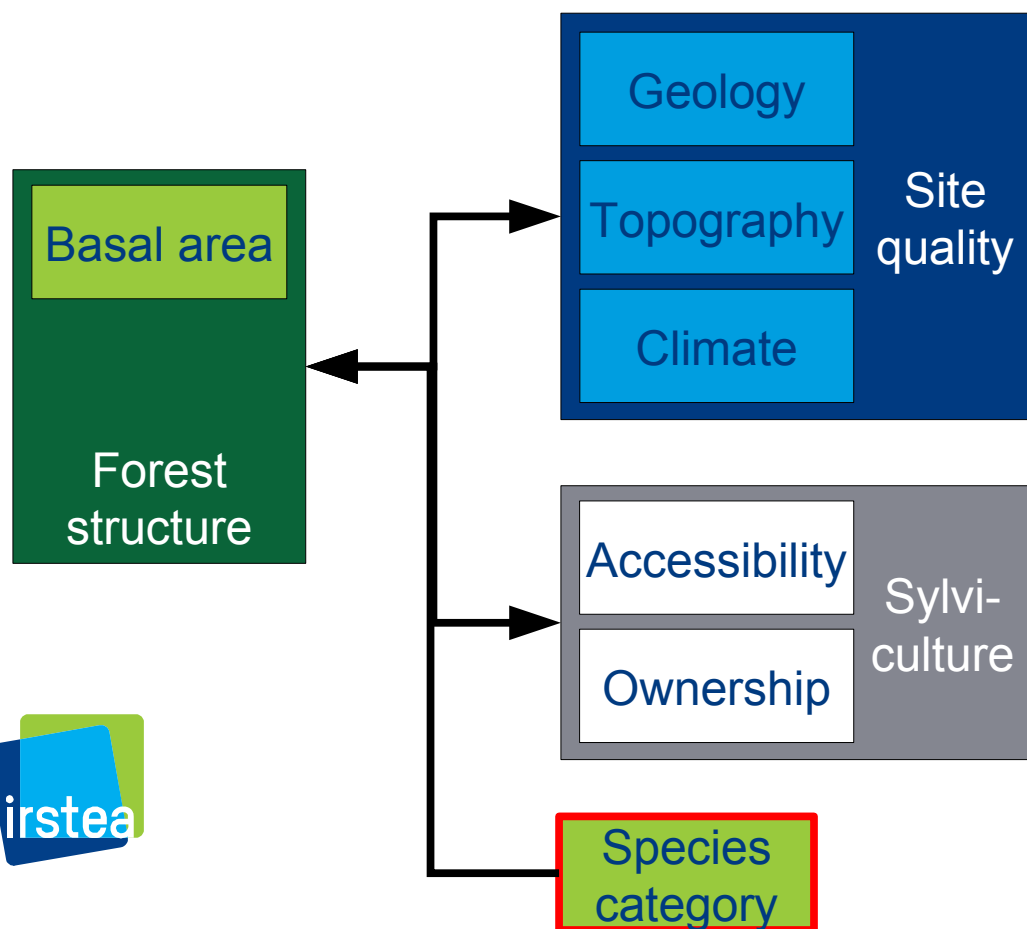 Basal area
Forest
structure
Geology
Topography
Climate
Site
quality
Accessibility
Ownership
Sylvi-
culture
Species
category
irstea